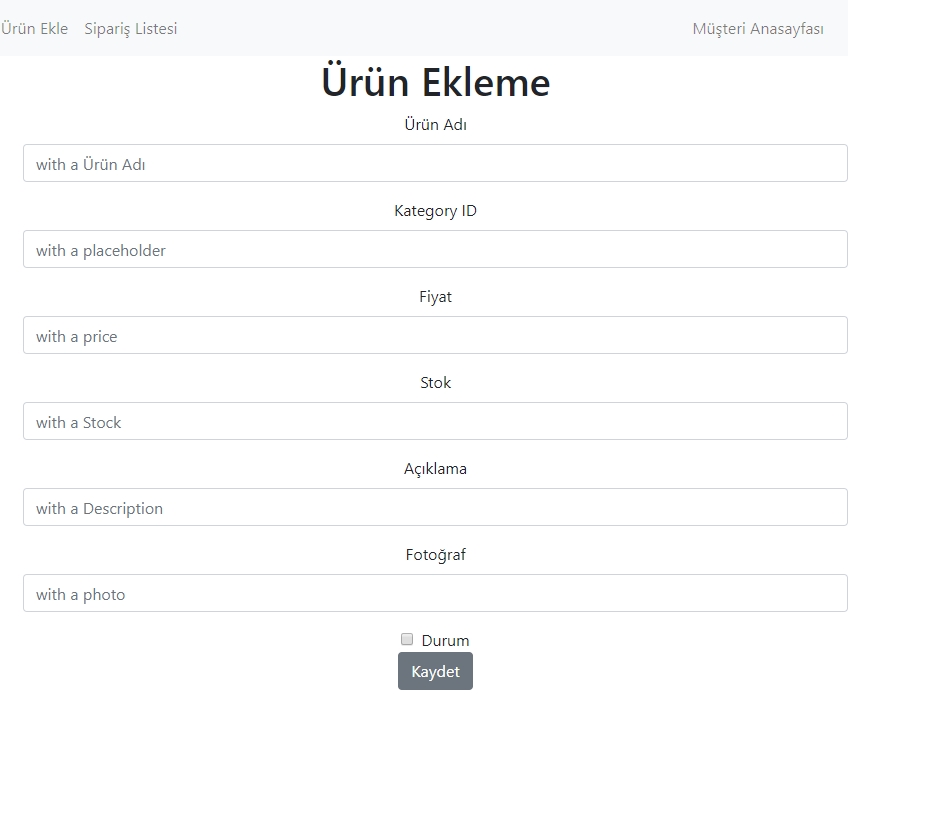 Ürün Ekle Sipariş Listesi Müşteri Anasayfası
Ürün Ekleme
Ürün Adı
with a Ürün Adı
Kategory ID
with a placeholder
Fiyat
with a price
Stok
with a Stock
Açıklama
with a Description
Fotoğraf
with a photo
Durum
Kaydet